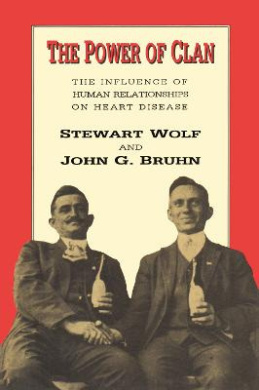 THE POWER OF CLAN
THE INFLUENCE OF
HUMAN RELATIONSHIPS
ON HEART DISEASE
STEWART WOLF
AND
JOHN G. BRUHN